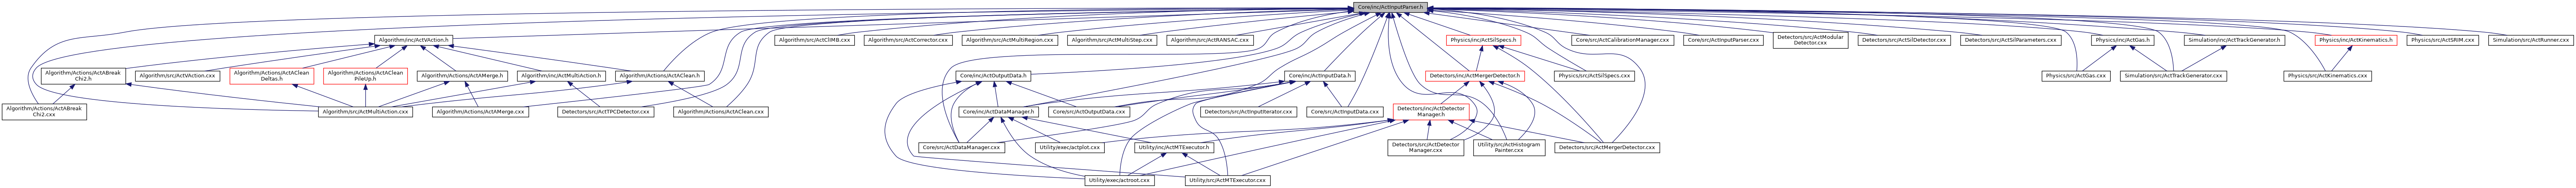 Core/inc/ActInputParser.h
Algorithm/inc/ActVAction.h
Algorithm/src/ActCIIMB.cxx
Algorithm/src/ActCorrector.cxx
Algorithm/src/ActMultiRegion.cxx
Algorithm/src/ActMultiStep.cxx
Algorithm/src/ActRANSAC.cxx
Physics/inc/ActSilSpecs.h
Core/src/ActCalibrationManager.cxx
Core/src/ActInputParser.cxx
Detectors/src/ActModular
Detector.cxx
Detectors/src/ActSilDetector.cxx
Detectors/src/ActSilParameters.cxx
Physics/inc/ActGas.h
Simulation/inc/ActTrackGenerator.h
Physics/inc/ActKinematics.h
Physics/src/ActSRIM.cxx
Simulation/src/ActRunner.cxx
Algorithm/Actions/ActABreak
Chi2.h
Algorithm/src/ActVAction.cxx
Algorithm/Actions/ActAClean
Deltas.h
Algorithm/Actions/ActAClean
PileUp.h
Algorithm/Actions/ActAMerge.h
Algorithm/inc/ActMultiAction.h
Algorithm/Actions/ActAClean.h
Core/inc/ActOutputData.h
Core/inc/ActInputData.h
Detectors/inc/ActMergerDetector.h
Physics/src/ActSilSpecs.cxx
Physics/src/ActGas.cxx
Simulation/src/ActTrackGenerator.cxx
Physics/src/ActKinematics.cxx
Algorithm/Actions/ActABreak
Chi2.cxx
Algorithm/src/ActMultiAction.cxx
Algorithm/Actions/ActAMerge.cxx
Detectors/src/ActTPCDetector.cxx
Algorithm/Actions/ActAClean.cxx
Core/inc/ActDataManager.h
Core/src/ActOutputData.cxx
Detectors/src/ActInputIterator.cxx
Core/src/ActInputData.cxx
Detectors/inc/ActDetector
Manager.h
Core/src/ActDataManager.cxx
Utility/exec/actplot.cxx
Utility/inc/ActMTExecutor.h
Detectors/src/ActDetector
Manager.cxx
Utility/src/ActHistogram
Painter.cxx
Detectors/src/ActMergerDetector.cxx
Utility/exec/actroot.cxx
Utility/src/ActMTExecutor.cxx